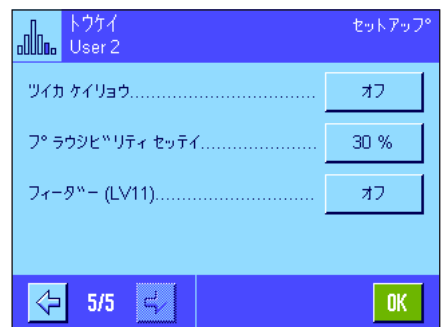 トウケイ セットアップ
User 2
ツイカ ケイリョウ................................ オフ
プラウシビリティ セッテイ.................... 30 %
フィーダー (LV11)............................ オフ
5/5 OK